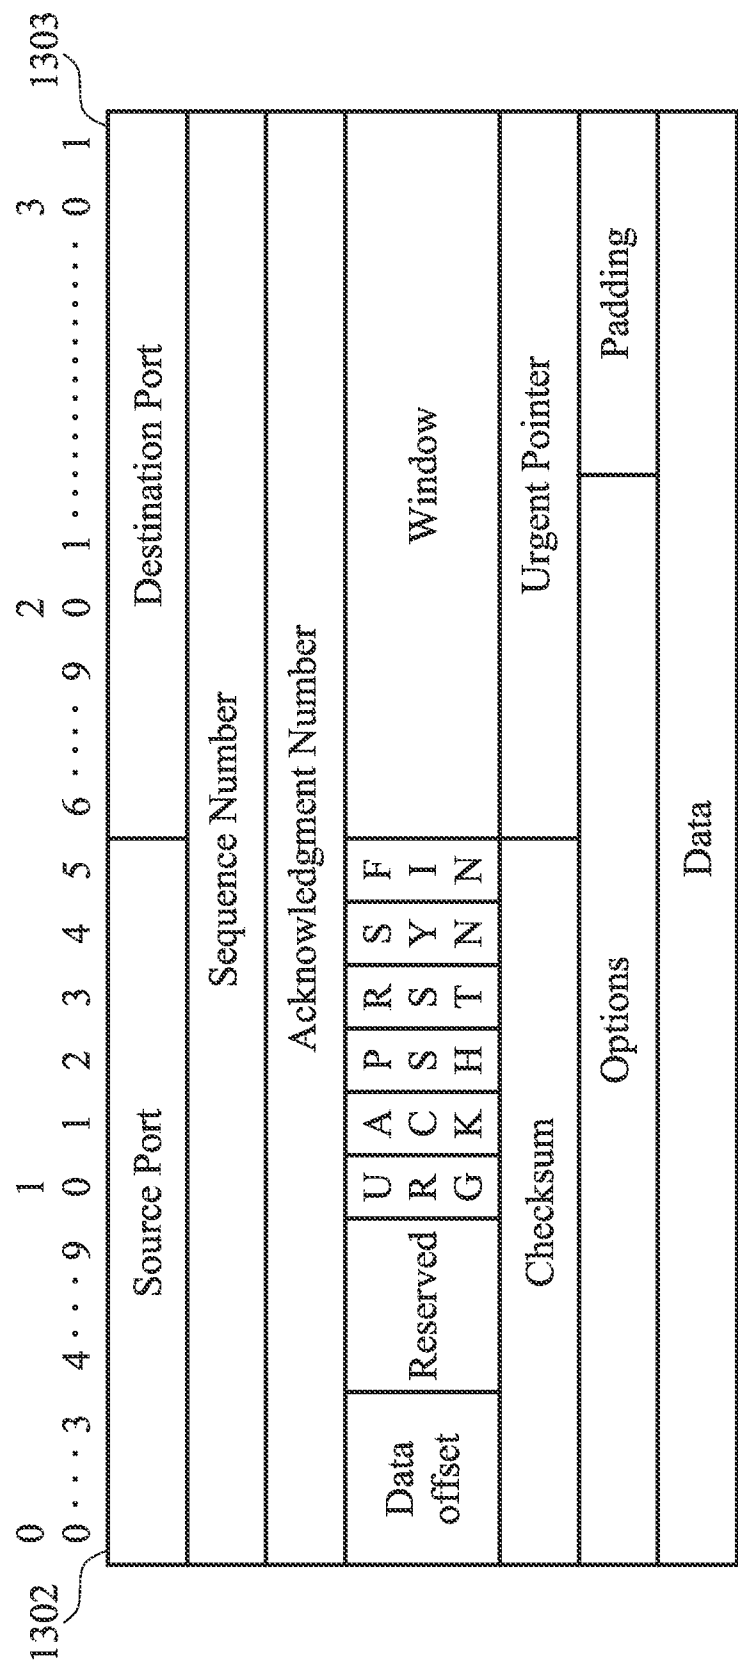 0 1 2 3
0 · · · 3 4 · · · · 9 0 1 2 3 4 5 6 · · · · 9 0 1 · · · · · · · · · · · · · 0 1
1302
1303
Source Port
Destination Port
Sequence Number
Acknowledgment Number
Data
offset
Reserved
U A P R S F
R C S S Y I
G K H T N N
Window
Checksum
Urgent Pointer
Options
Padding
Data